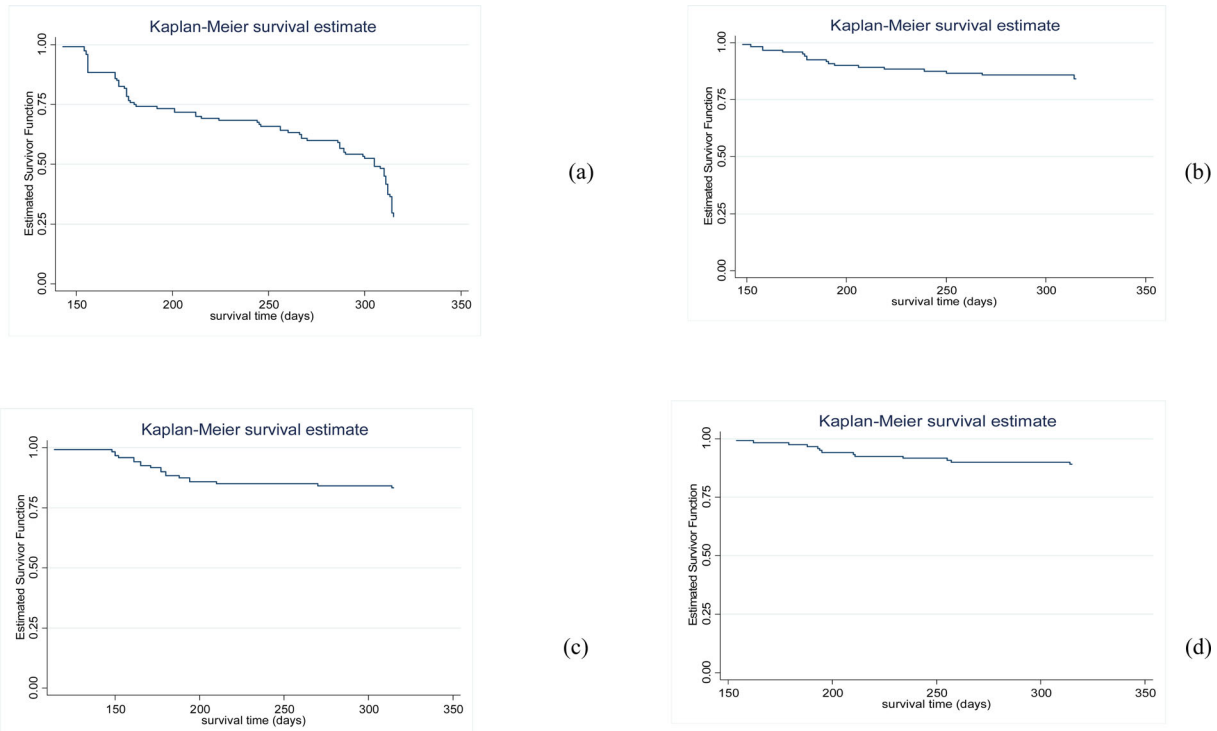 Kaplan-Meier survival estimate
Estimated Survivor Function
1.00
0.75
0.50
0.25
0.00
150 200 250 300 350
survival time (days)
(a)
Kaplan-Meier survival estimate
Estimated Survivor Function
1.00
0.75
0.50
0.25
0.00
150 200 250 300 350
survival time (days)
(b)
Kaplan-Meier survival estimate
Estimated Survivor Function
1.00
0.75
0.50
0.25
0.00
150 200 250 300 350
survival time (days)
(c)
Kaplan-Meier survival estimate
Estimated Survivor Function
1.00
0.75
0.50
0.25
0.00
150 200 250 300 350
survival time (days)
(d)